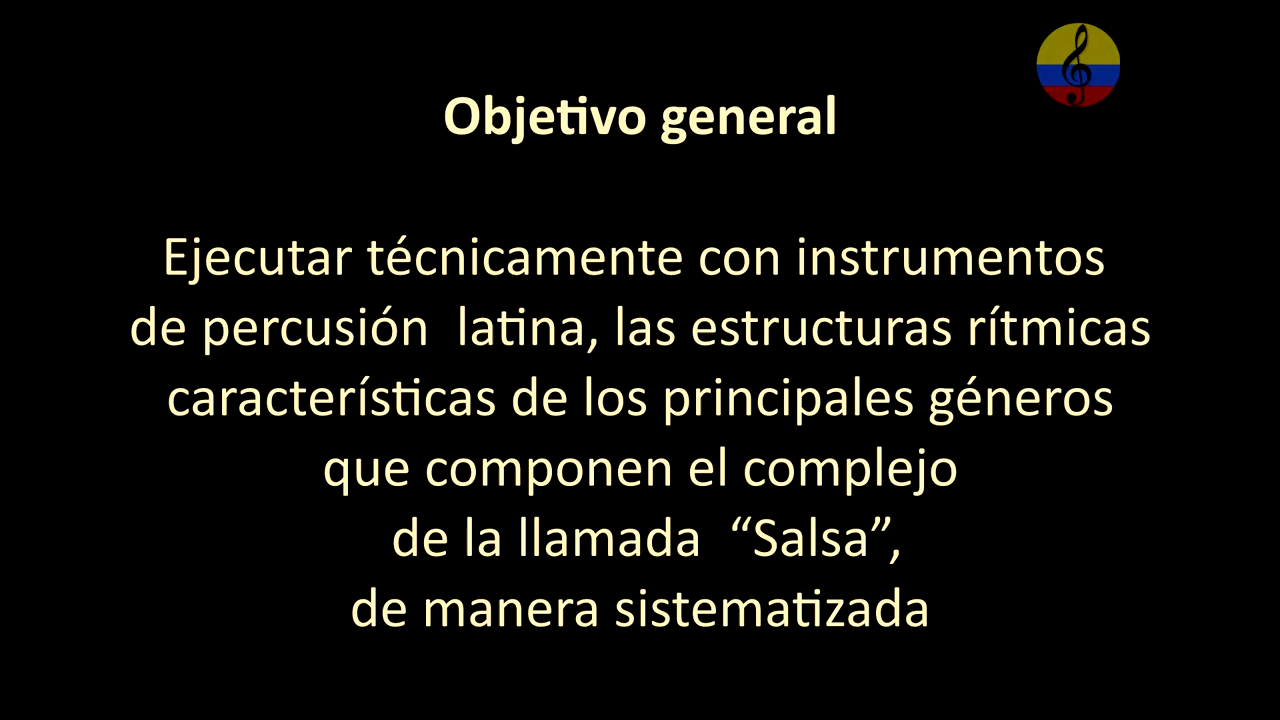 Objetivo general
Ejecutar técnicamente con instrumentos
de percusión  latina, las estructuras rítmicas
características de los principales géneros
que componen el complejo
de la llamada  “Salsa”,
de manera sistematizada